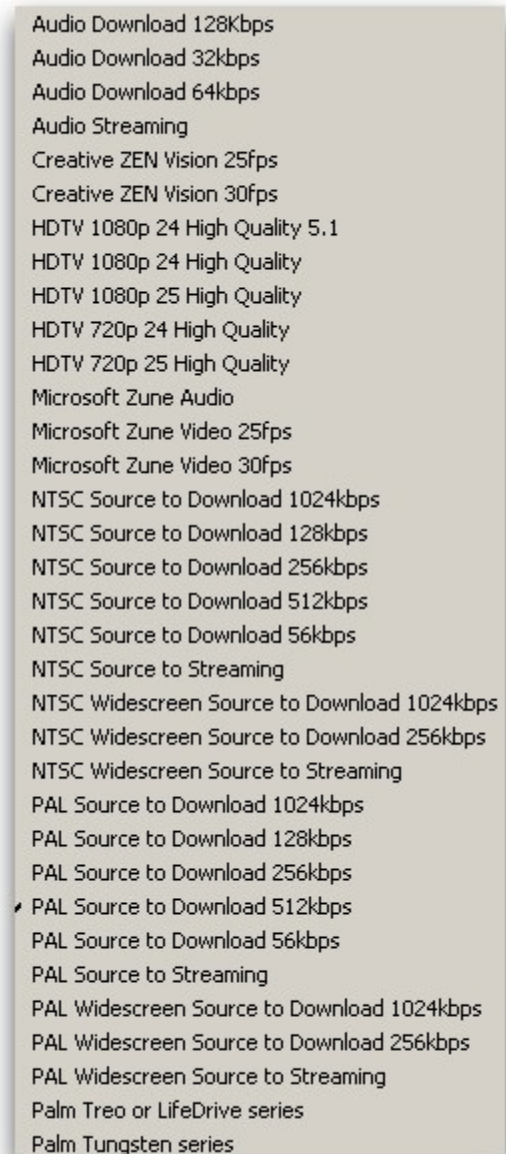 Audio Download 128Kbps
Audio Download 32kbps
Audio Download 64kbps
Audio Streaming
Creative ZEN Vision 25fps
Creative ZEN Vision 30fps
HDTV 1080p 24 High Quality 5.1
HDTV 1080p 24 High Quality
HDTV 1080p 25 High Quality
HDTV 720p 24 High Quality
HDTV 720p 25 High Quality
Microsoft Zune Audio
Microsoft Zune Video 25fps
Microsoft Zune Video 30fps
NTSC Source to Download 1024kbps
NTSC Source to Download 128kbps
NTSC Source to Download 256kbps
NTSC Source to Download 512kbps
NTSC Source to Download 56kbps
NTSC Source to Streaming
NTSC Widescreen Source to Download 1024kbps
NTSC Widescreen Source to Download 256kbps
NTSC Widescreen Source to Streaming
PAL Source to Download 1024kbps
PAL Source to Download 128kbps
PAL Source to Download 256kbps
PAL Source to Download 512kbps
PAL Source to Download 56kbps
PAL Source to Streaming
PAL Widescreen Source to Download 1024kbps
PAL Widescreen Source to Download 256kbps
PAL Widescreen Source to Streaming
Palm Treo or LifeDrive series
Palm Tungsten series